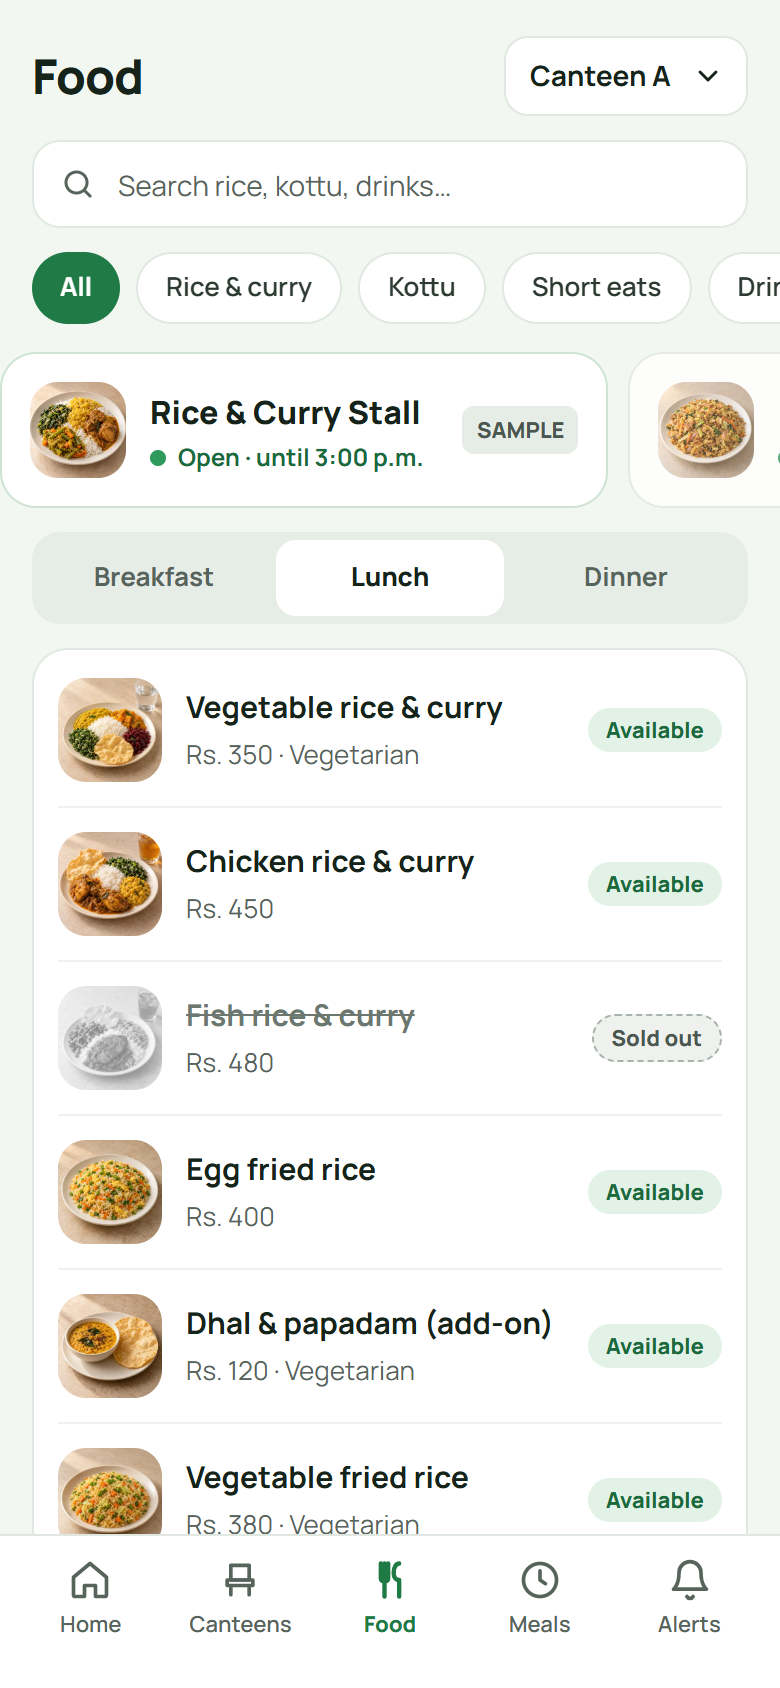 Food
Canteen A
Search rice, kottu, drinks...
All
Rice & curry
Kottu
Short eats
Rice & Curry Stall
Open · until 3:00 p.m.
SAMPLE
Breakfast
Lunch
Dinner
Vegetable rice & curry
Rs. 350 · Vegetarian
Available
Chicken rice & curry
Rs. 450
Available
Fish rice & curry
Rs. 480
Sold out
Egg fried rice
Rs. 400
Available
Dhal & papadam (add-on)
Rs. 120 · Vegetarian
Available
Vegetable fried rice
Rs. 380 · Vegetarian
Available
Home
Canteens
Food
Meals
Alerts